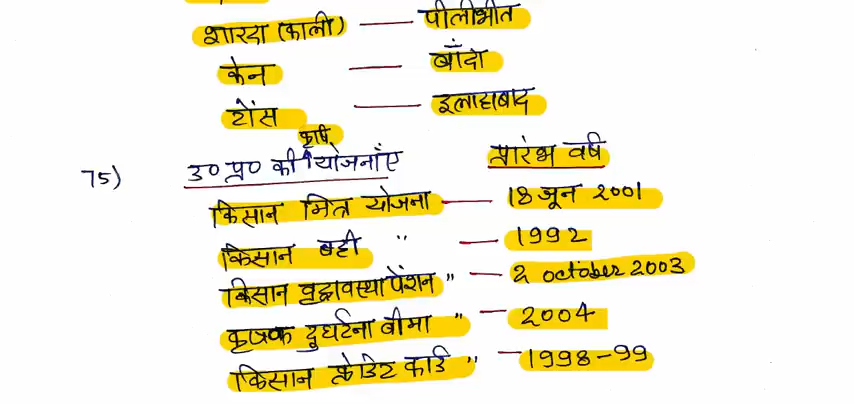 शारदा (काली) — पीलीभीत
केन — बाँदा
टोंस — इलाहाबाद
75) उ० प्र० की कृषि योजनाएँ प्रारंभ वर्ष
किसान मित्र योजना — 18 जून 2001
किसान बही " — 1992
किसान वृद्धावस्था पेंशन " — 2 october 2003
कृषक दुर्घटना बीमा " — 2004
किसान क्रेडिट कार्ड " — 1998-99